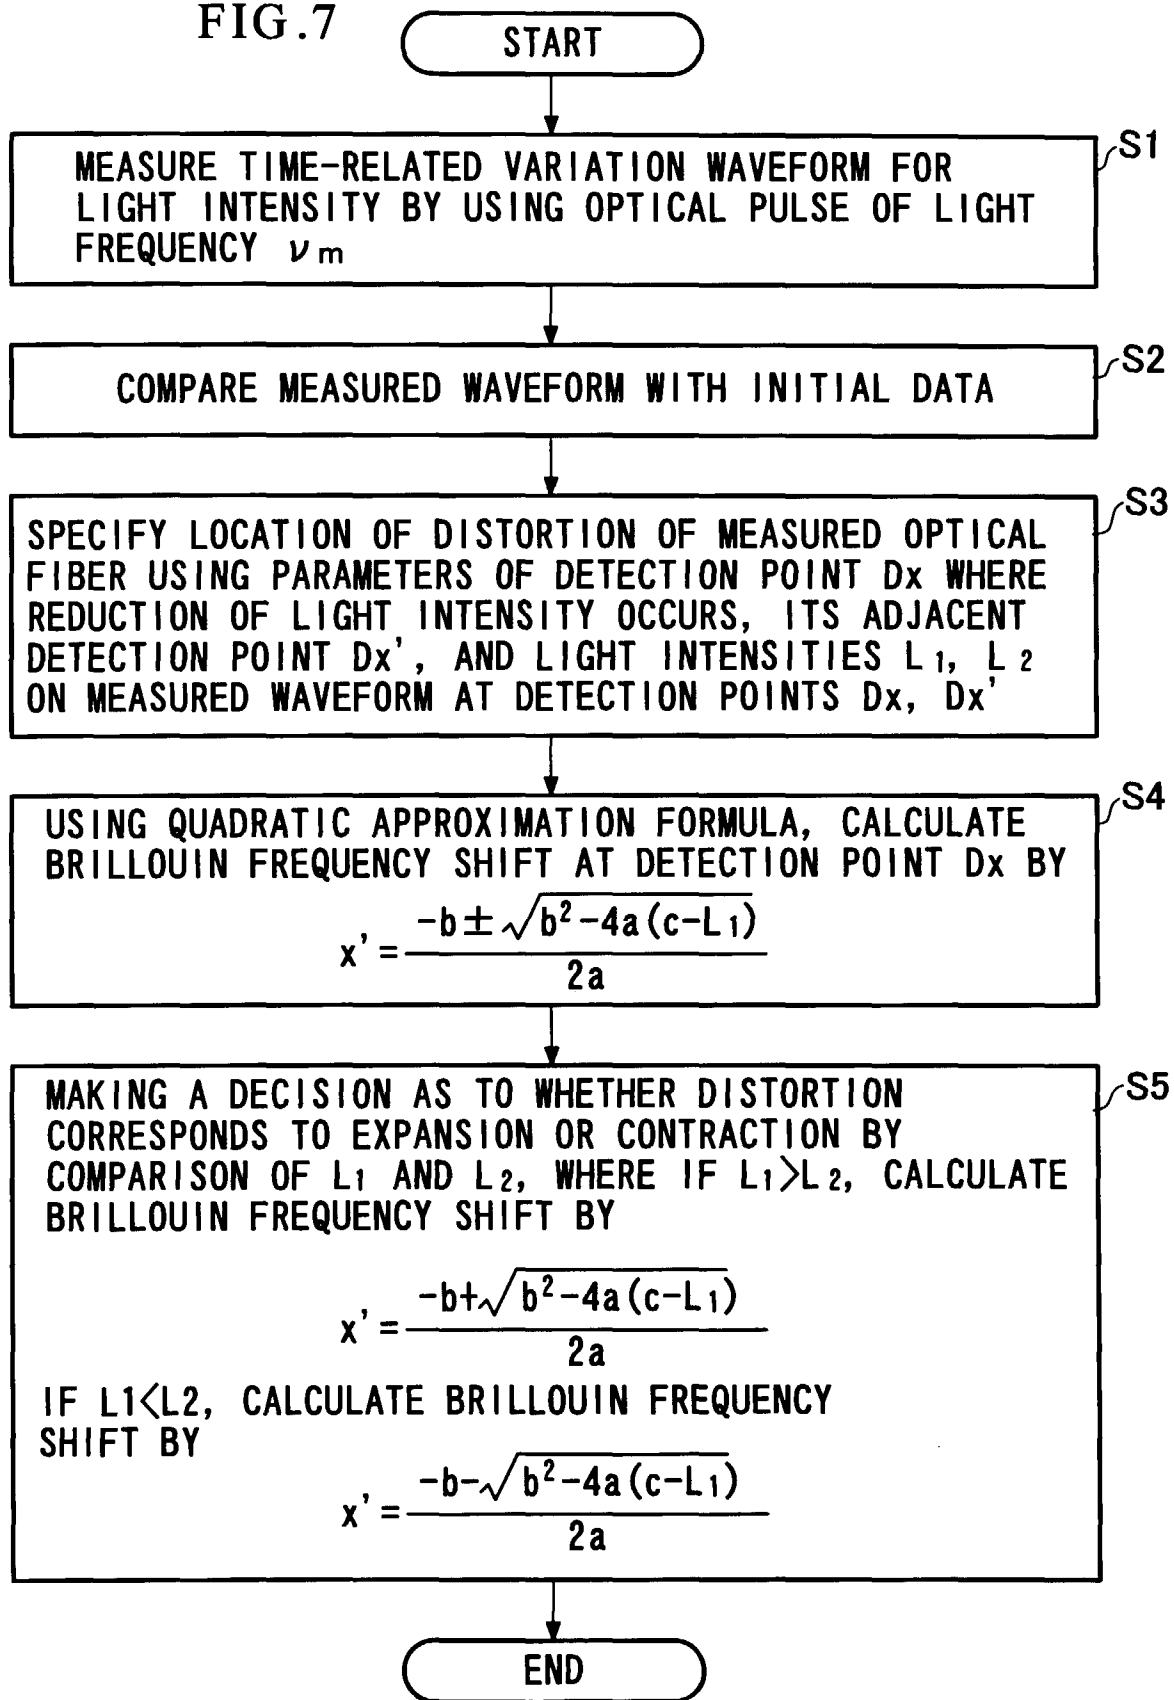 FIG.7
START
S1
MEASURE TIME-RELATED VARIATION WAVEFORM FOR
LIGHT INTENSITY BY USING OPTICAL PULSE OF LIGHT
FREQUENCY νm
S2
COMPARE MEASURED WAVEFORM WITH INITIAL DATA
S3
SPECIFY LOCATION OF DISTORTION OF MEASURED OPTICAL
FIBER USING PARAMETERS OF DETECTION POINT Dx WHERE
REDUCTION OF LIGHT INTENSITY OCCURS, ITS ADJACENT
DETECTION POINT Dx', AND LIGHT INTENSITIES L1, L2
ON MEASURED WAVEFORM AT DETECTION POINTS Dx, Dx'
S4
USING QUADRATIC APPROXIMATION FORMULA, CALCULATE
BRILLOUIN FREQUENCY SHIFT AT DETECTION POINT Dx BY
x' = (-b±√(b²-4a(c-L1)))/2a
S5
MAKING A DECISION AS TO WHETHER DISTORTION
CORRESPONDS TO EXPANSION OR CONTRACTION BY
COMPARISON OF L1 AND L2, WHERE IF L1>L2, CALCULATE
BRILLOUIN FREQUENCY SHIFT BY
x' = (-b+√(b²-4a(c-L1)))/2a
IF L1<L2, CALCULATE BRILLOUIN FREQUENCY
SHIFT BY
x' = (-b-√(b²-4a(c-L1)))/2a
END